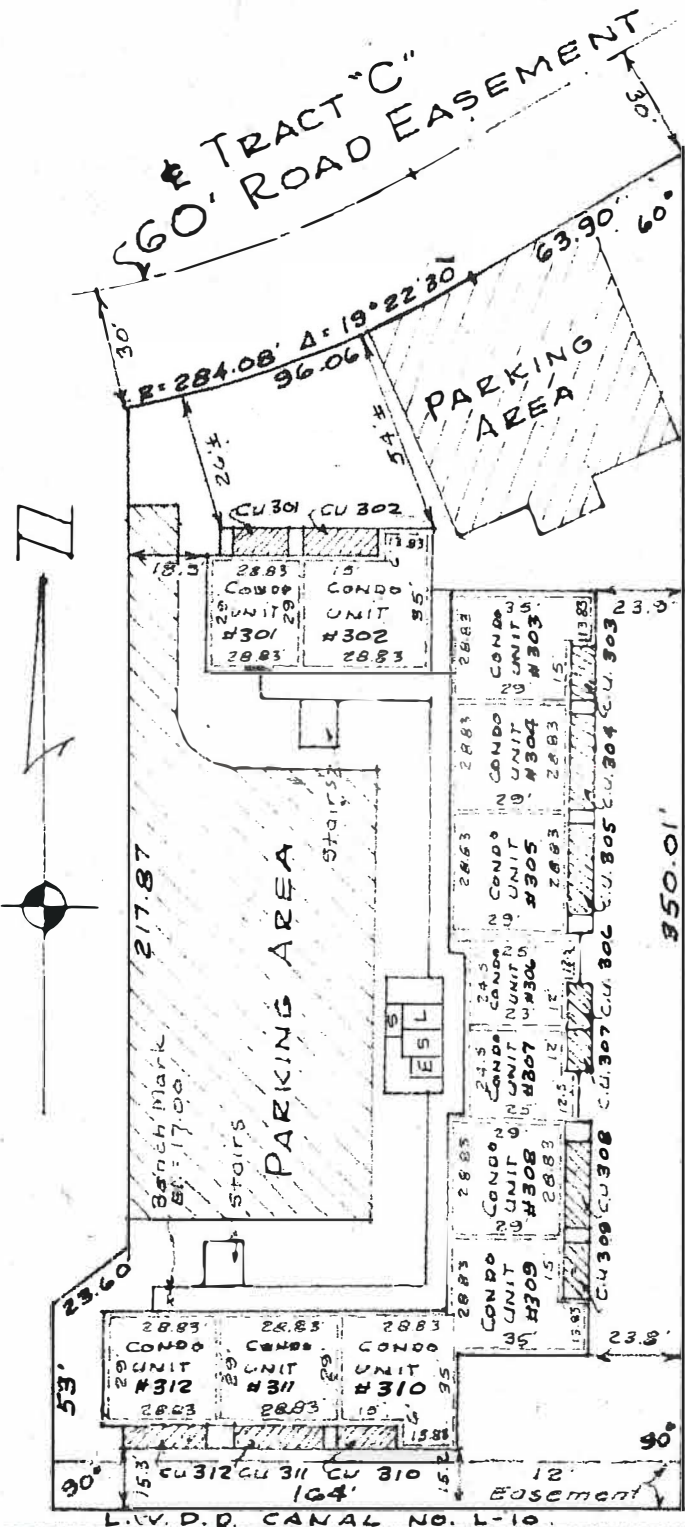 ℄ TRACT "C"
60' ROAD EASEMENT
30'
30'
R=284.08' Δ=19°22'30"
96.06
63.90'
60°
PARKING
AREA
26'±
54'±
N
CU 301
CU 302
18.5'
13.83
6'
28.83
CONDO
UNIT
#301
28.83
29
29
15'
CONDO
UNIT
#302
28.83
35'
35'
CONDO
UNIT
#303
29'
28.83
15'
13.83
23.9'
C.U. 303
CONDO
UNIT
#304
29'
28.83
28.83
C.U. 304
CONDO
UNIT
#305
29
28.83
28.83
C.U. 305
25
CONDO
UNIT
#306
24.5
12'
C.U. 306
CONDO
UNIT
#307
24.5
12'
12.5
C.U. 307
29
CONDO
UNIT
#308
29
28.83
28.83
CU 308
CONDO
UNIT
#309
35'
28.83
15'
13.83
C.U 309
23.8'
350.01'
Stairs
217.87
PARKING AREA
S
S L
E
Bench Mark
El.=17.00
Stairs
23.60
53'
28.83
CONDO
UNIT
#312
28.83
29
28.83'
CONDO
UNIT
#311
28.83
29'
29'
28.83
CONDO
UNIT
#310
15'
35
6'
15.3'
CU 312
CU 311
CU 310
15.2'
90°
164'
12'
Easement
90°
L.W.D.D. CANAL NO. L-10.